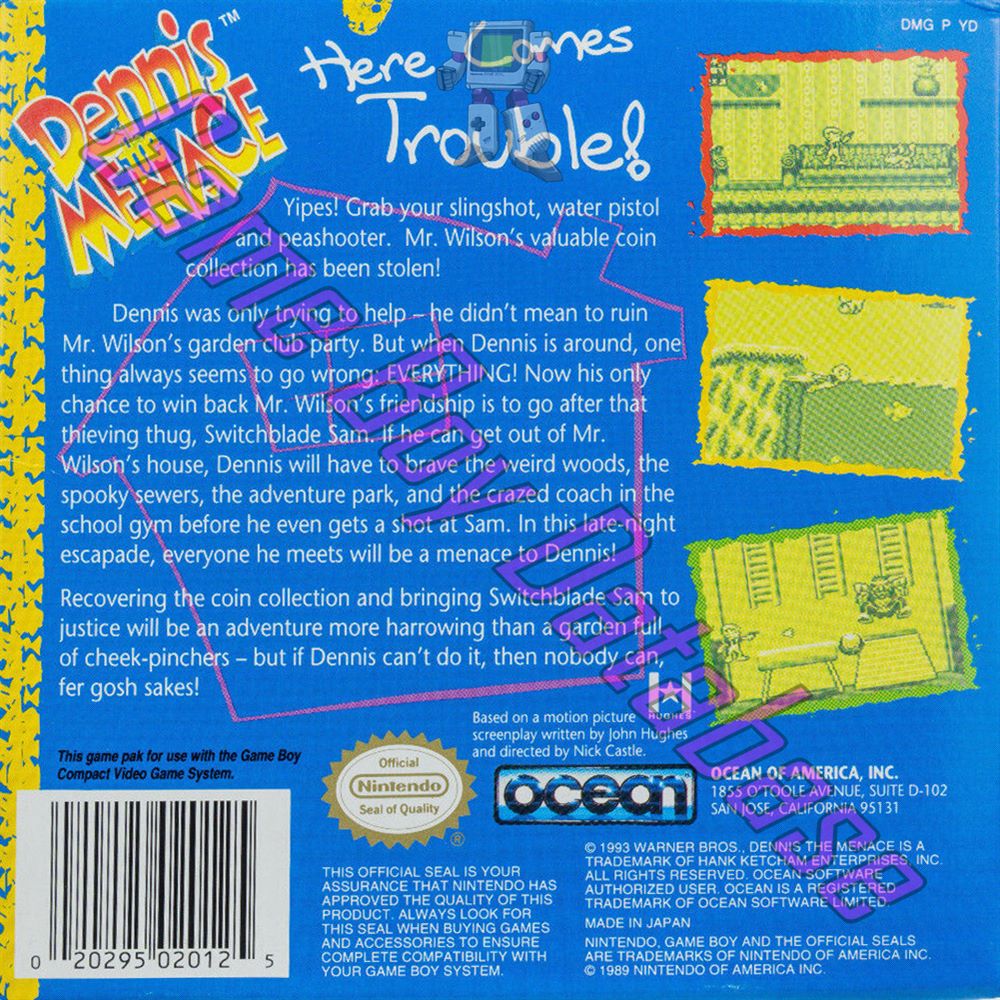 DMG P YD
Dennis
THE
MENACE™
Here Comes
Trouble!
Yipes! Grab your slingshot, water pistol
and peashooter. Mr. Wilson's valuable coin
collection has been stolen!
Dennis was only trying to help – he didn't mean to ruin
Mr. Wilson's garden club party. But when Dennis is around, one
thing always seems to go wrong: EVERYTHING! Now his only
chance to win back Mr. Wilson's friendship is to go after that
thieving thug, Switchblade Sam. If he can get out of Mr.
Wilson's house, Dennis will have to brave the weird woods, the
spooky sewers, the adventure park, and the crazed coach in the
school gym before he even gets a shot at Sam. In this late-night
escapade, everyone he meets will be a menace to Dennis!
Recovering the coin collection and bringing Switchblade Sam to
justice will be an adventure more harrowing than a garden full
of cheek-pinchers – but if Dennis can't do it, then nobody can,
fer gosh sakes!
HUGHES
Based on a motion picture
screenplay written by John Hughes
and directed by Nick Castle.
This game pak for use with the Game Boy
Compact Video Game System.
Official
Nintendo
Seal of Quality
®
ocean
OCEAN OF AMERICA, INC.
1855 O'TOOLE AVENUE, SUITE D-102
SAN JOSE, CALIFORNIA 95131
THIS OFFICIAL SEAL IS YOUR
ASSURANCE THAT NINTENDO HAS
APPROVED THE QUALITY OF THIS
PRODUCT. ALWAYS LOOK FOR
THIS SEAL WHEN BUYING GAMES
AND ACCESSORIES TO ENSURE
COMPLETE COMPATIBILITY WITH
YOUR GAME BOY SYSTEM.
© 1993 WARNER BROS., DENNIS THE MENACE IS A
TRADEMARK OF HANK KETCHAM ENTERPRISES, INC.
ALL RIGHTS RESERVED. OCEAN SOFTWARE
AUTHORIZED USER. OCEAN IS A REGISTERED
TRADEMARK OF OCEAN SOFTWARE LIMITED.
MADE IN JAPAN
NINTENDO, GAME BOY AND THE OFFICIAL SEALS
ARE TRADEMARKS OF NINTENDO OF AMERICA INC.
© 1989 NINTENDO OF AMERICA INC.
0 20295 02012 5
Game Boy Database